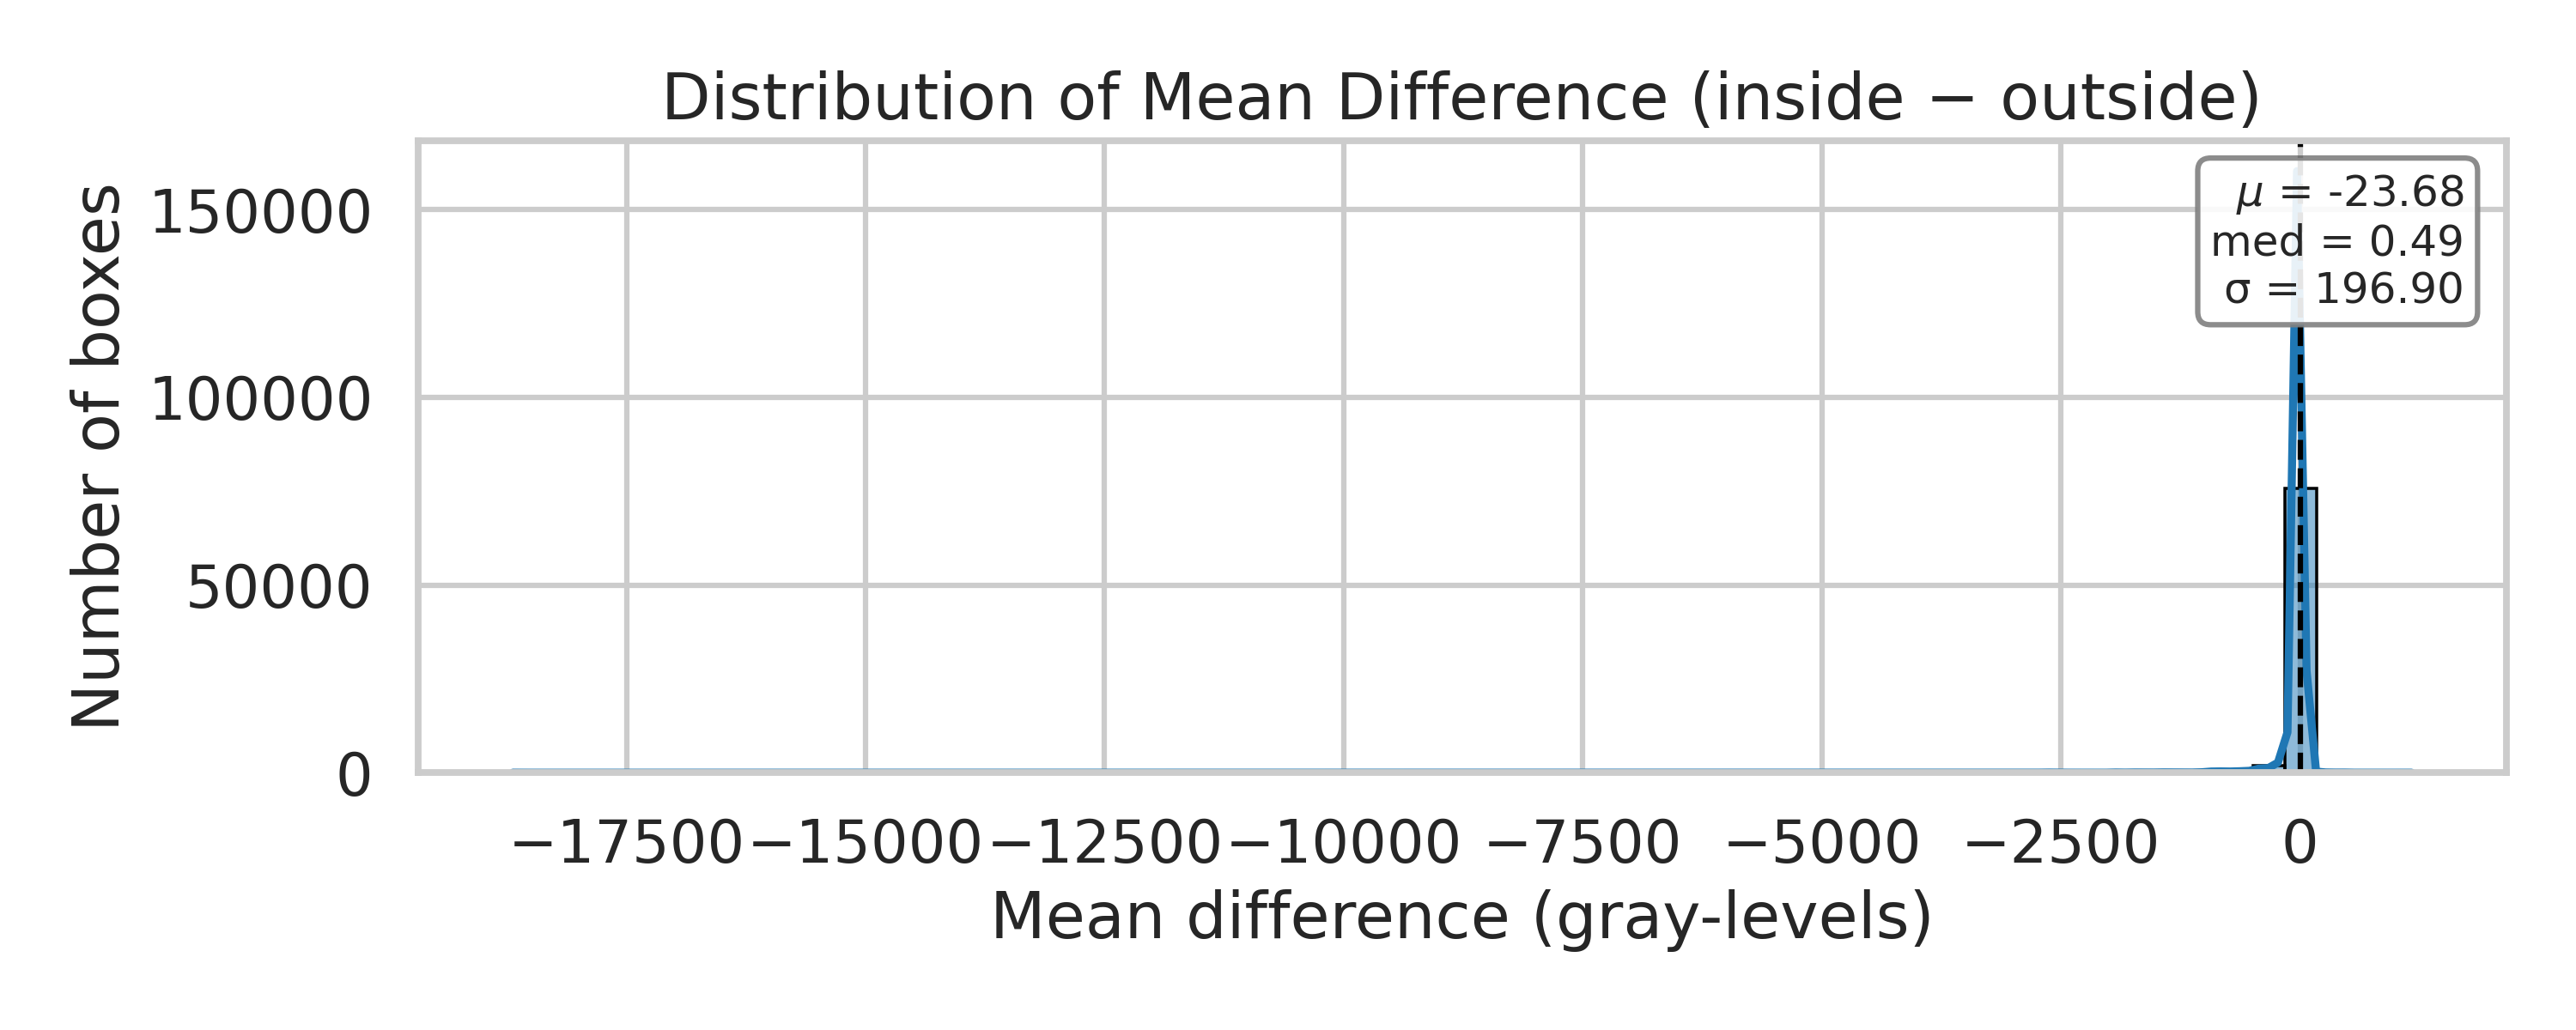 Distribution of Mean Difference (inside − outside)
Number of boxes
150000
100000
50000
0
μ = -23.68
med = 0.49
σ = 196.90
−17500 −15000 −12500 −10000 −7500 −5000 −2500 0
Mean difference (gray-levels)